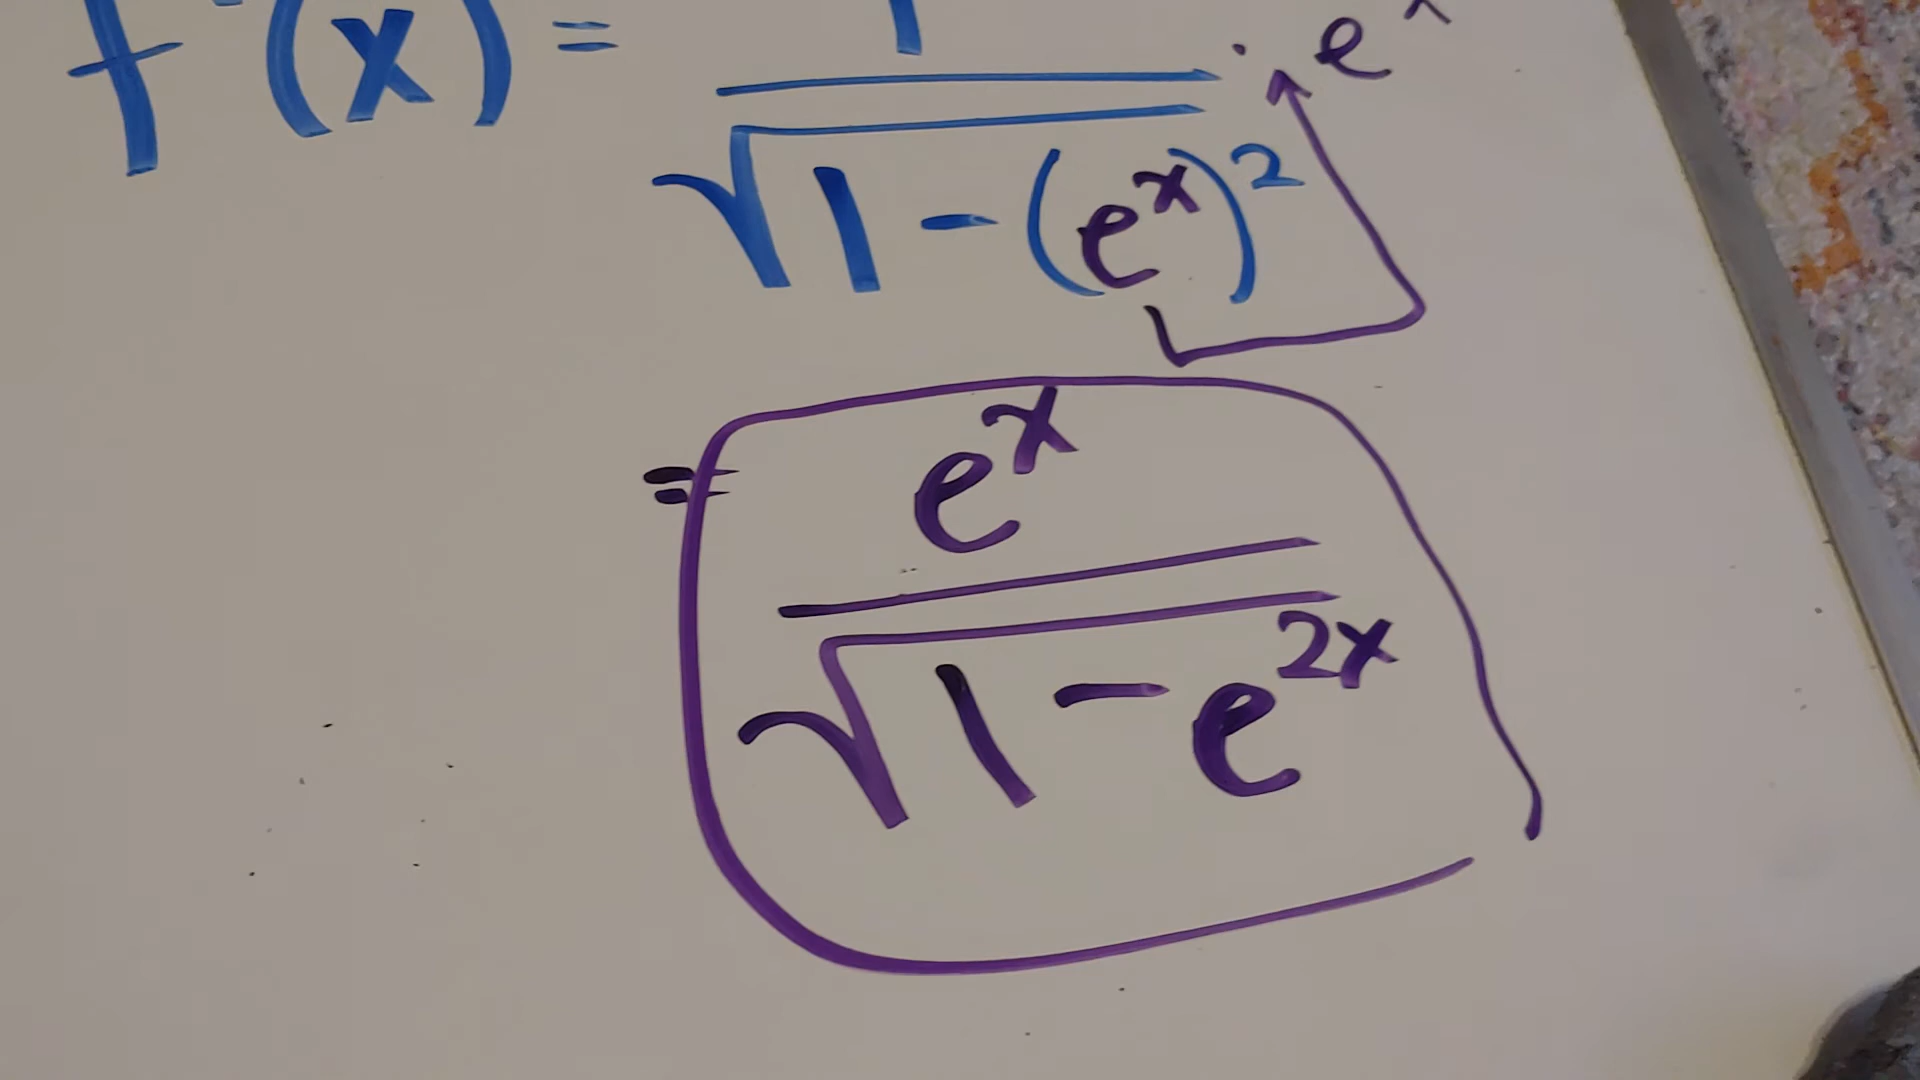 f'(x) = 1 / √(1 - (e^x)^2) · e^x
= e^x / √(1 - e^(2x))